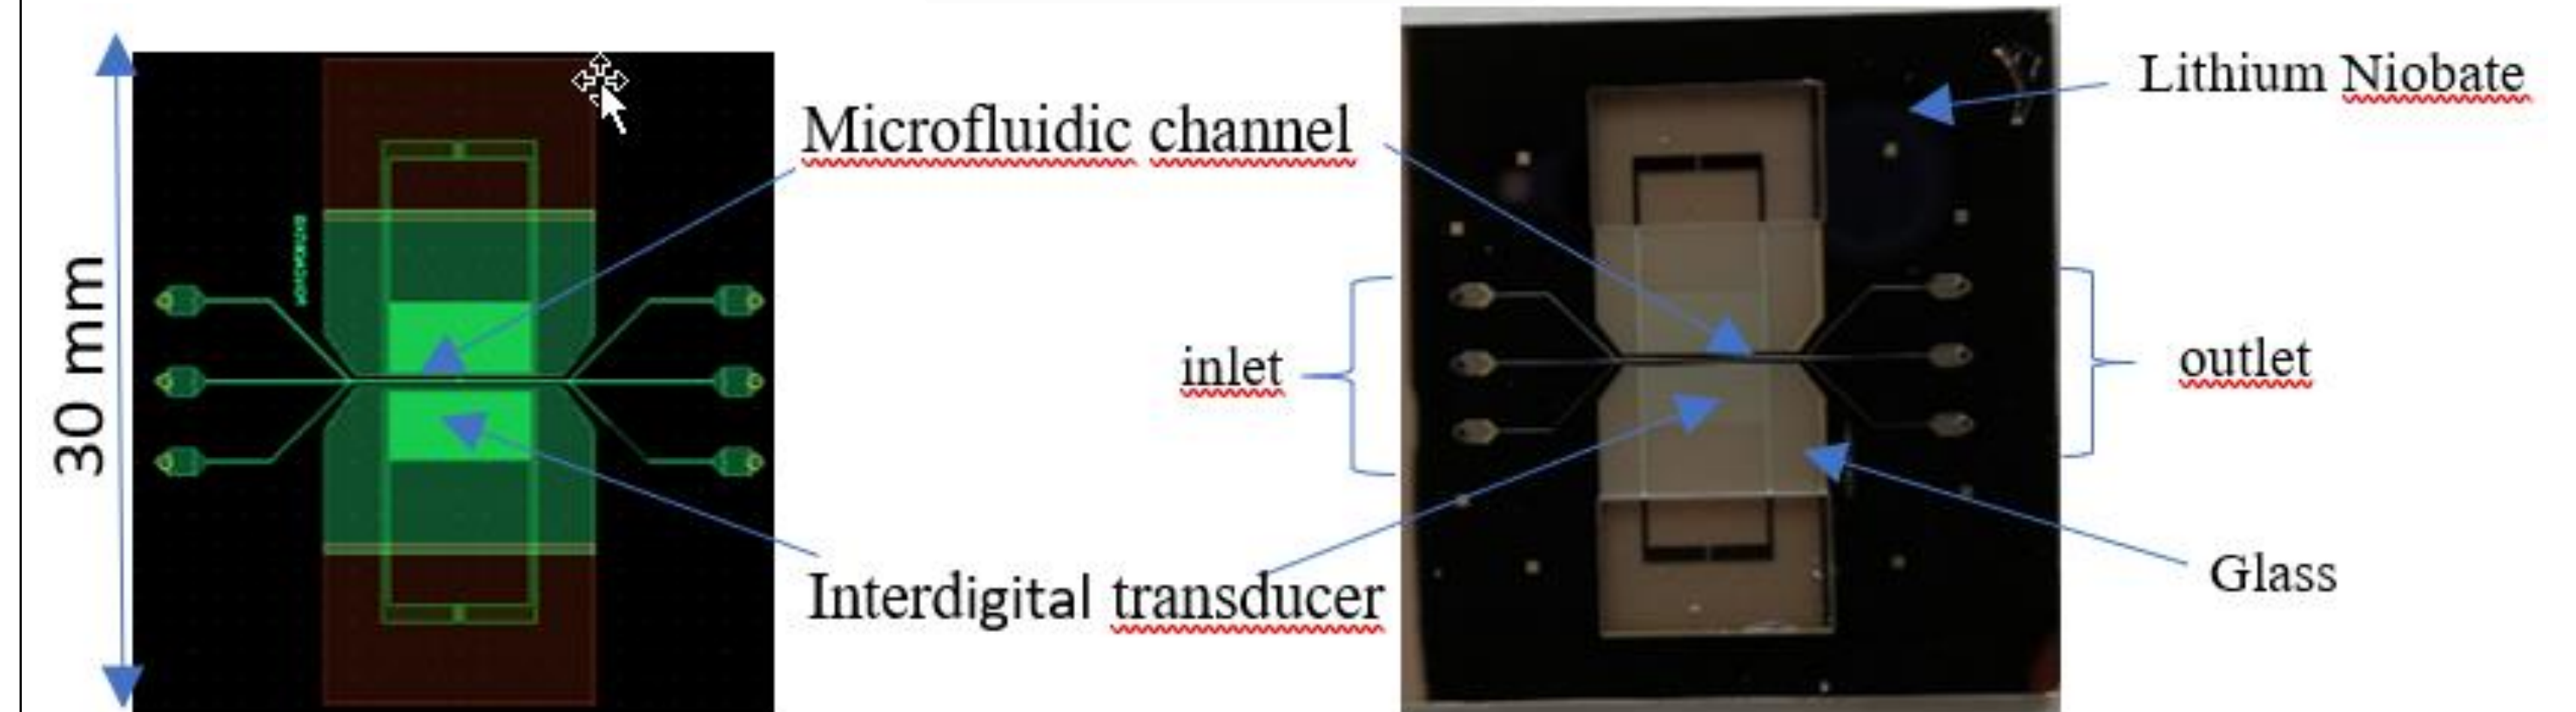 30 mm
Microfluidic channel
Interdigital transducer
inlet
outlet
Lithium Niobate
Glass